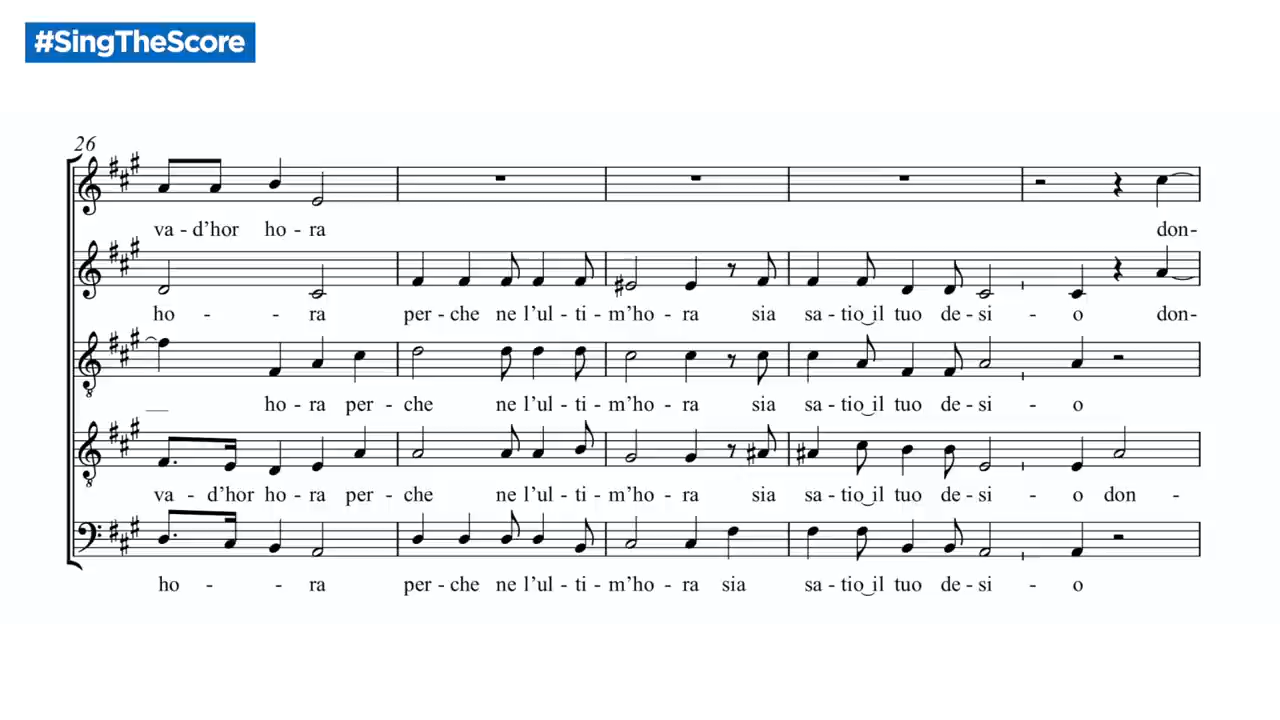 #SingTheScore
26
va - d’hor ho - ra don-
ho - - ra per - che ne l’ul - ti - m’ho - ra sia sa - tio‿il tuo de - si - o don-
ho - ra per - che ne l’ul - ti - m’ho - ra sia sa - tio‿il tuo de - si - o
va - d’hor ho - ra per - che ne l’ul - ti - m’ho - ra sia sa - tio‿il tuo de - si - o don -
ho - - ra per - che ne l’ul - ti - m’hora sia sa - tio‿il tuo de - si - o